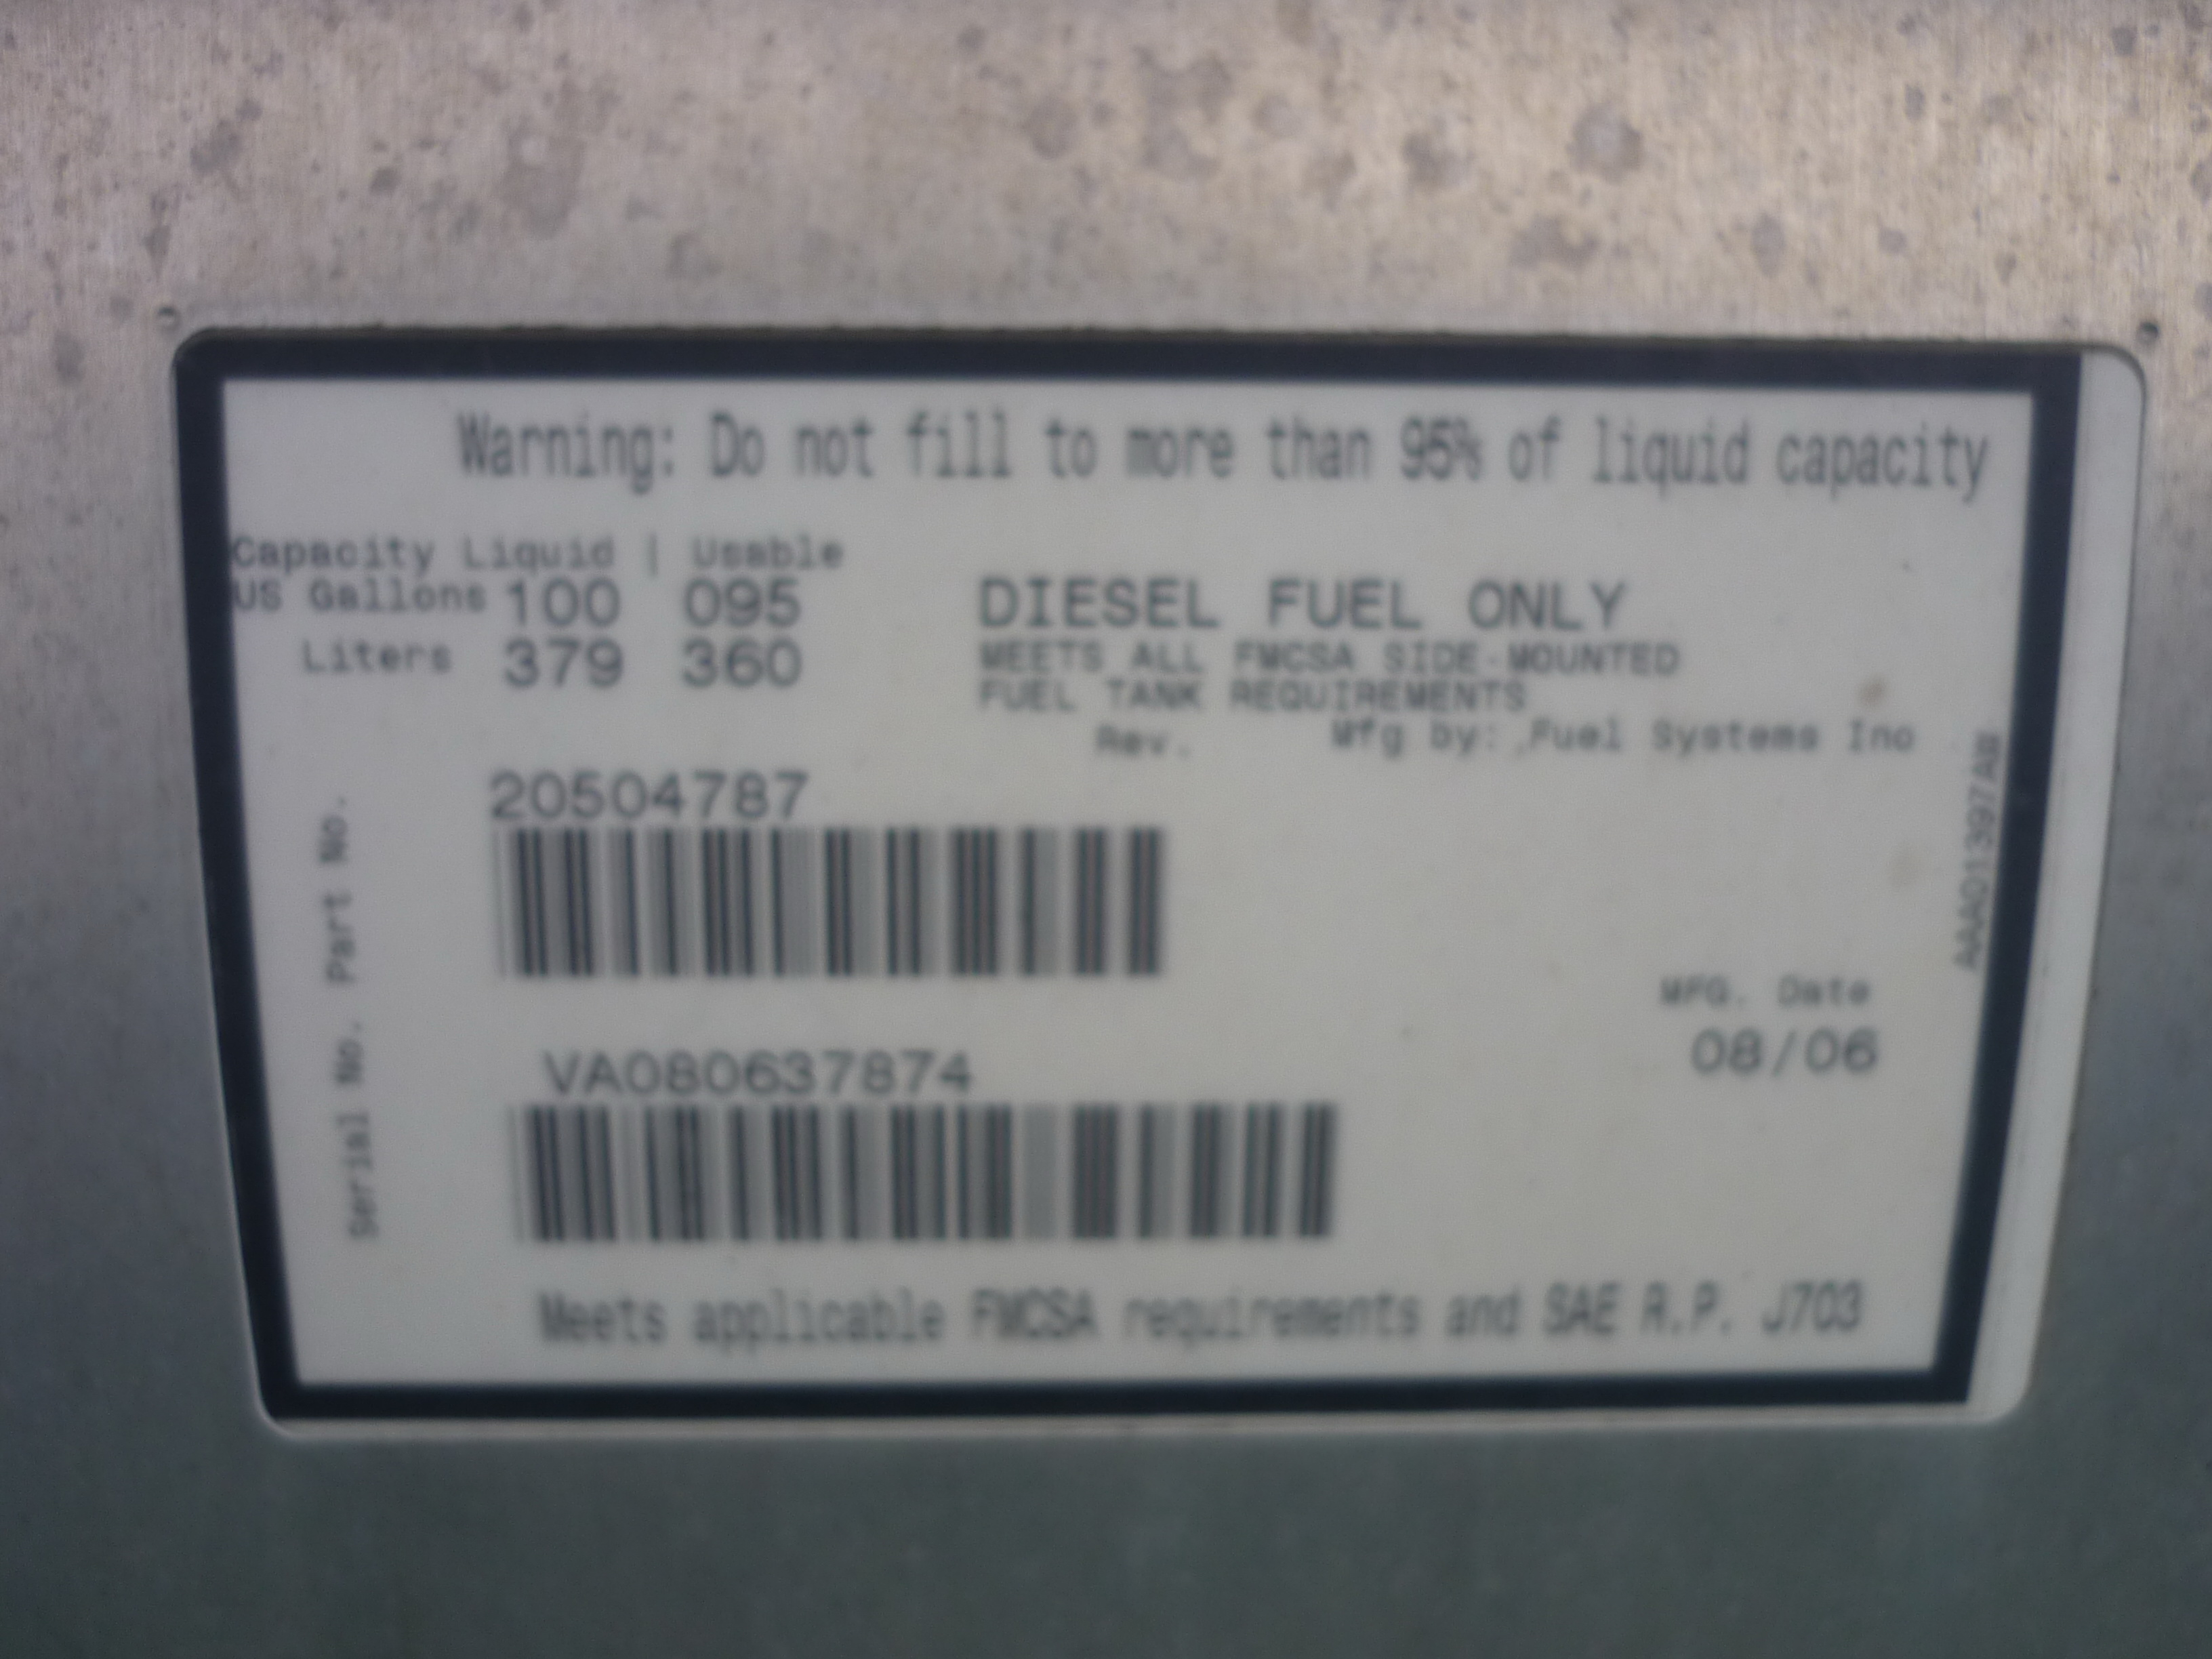 Warning: Do not fill to more than 95% of liquid capacity
Capacity Liquid | Usable
US Gallons 100 095
Liters 379 360
DIESEL FUEL ONLY
MEETS ALL FMCSA SIDE-MOUNTED
FUEL TANK REQUIREMENTS
Rev. Mfg by: Fuel Systems Inc
Part No.
20504787
Serial No.
VA080637874
AAA01397AB
MFG. Date
08/06
Meets applicable FMCSA requirements and SAE R.P. J703